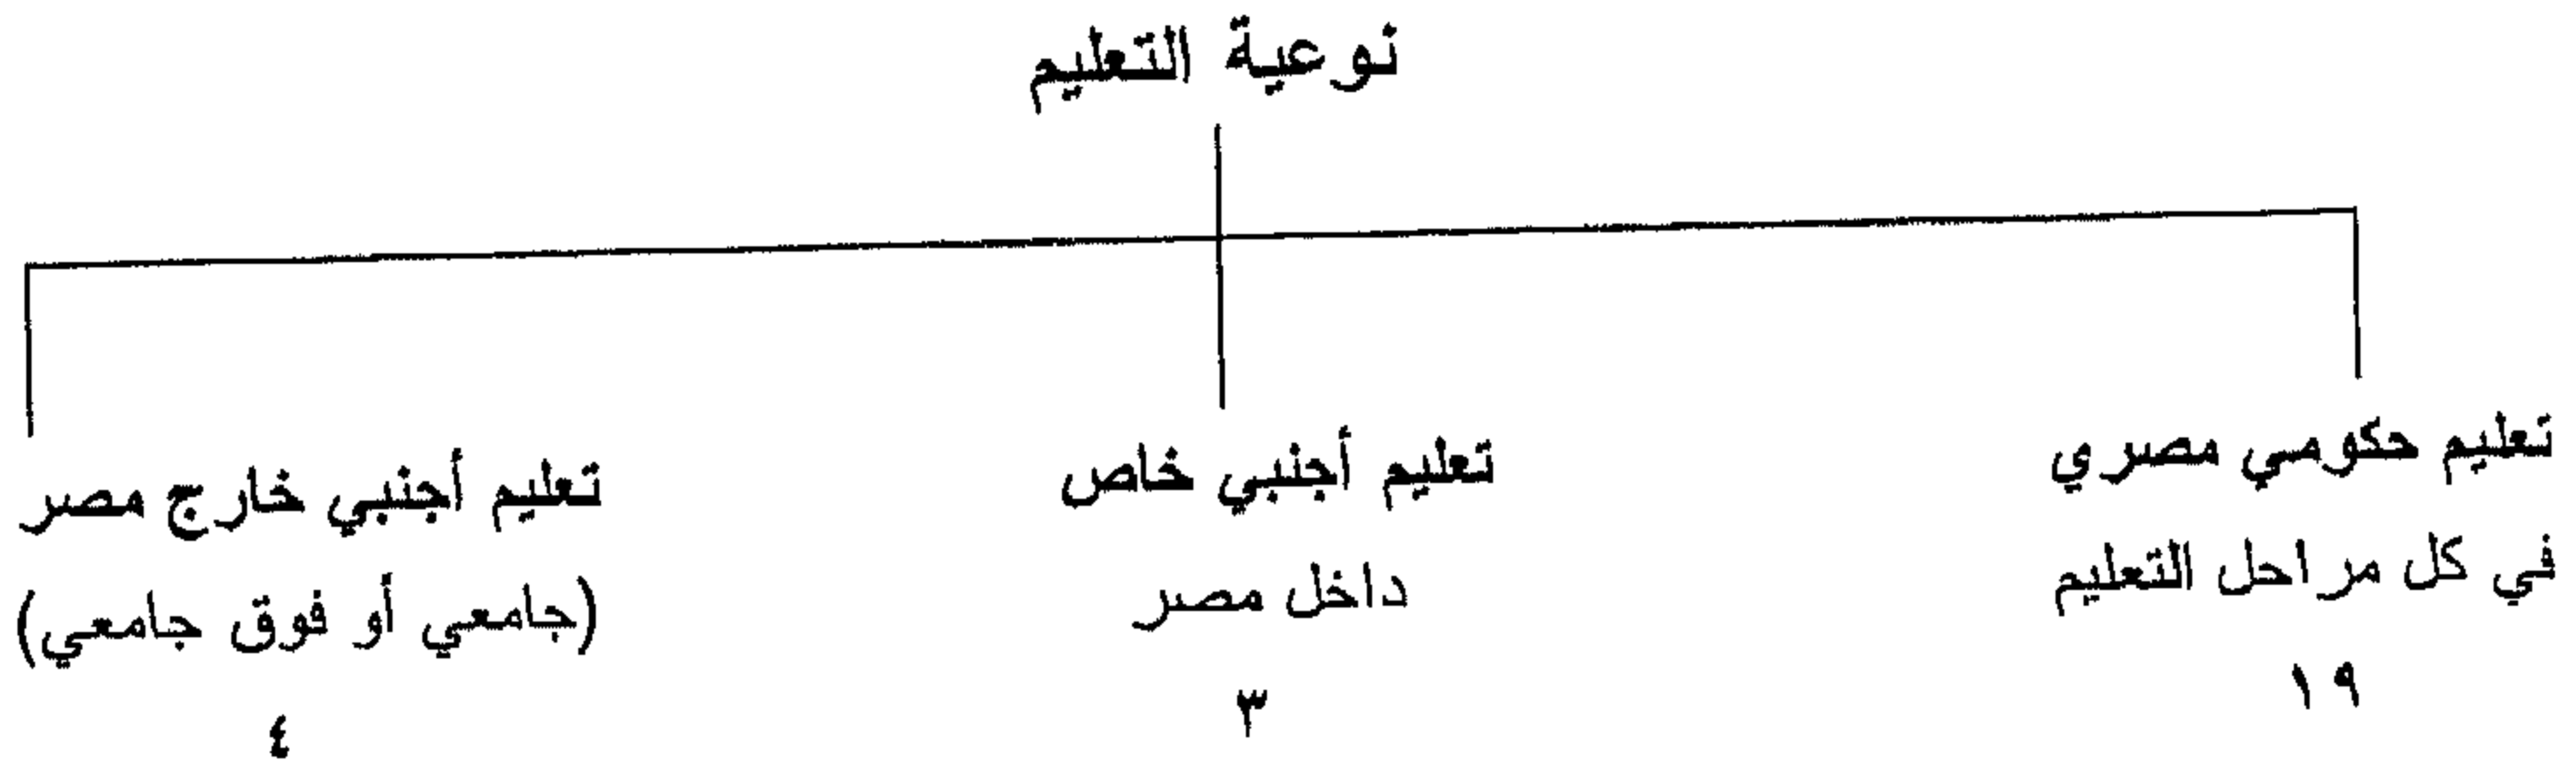 نوعية التعليم
تعليم حكومي مصري
في كل مراحل التعليم
١٩
تعليم أجنبي خاص
داخل مصر
٣
تعليم أجنبي خارج مصر
(جامعي أو فوق جامعي)
٤